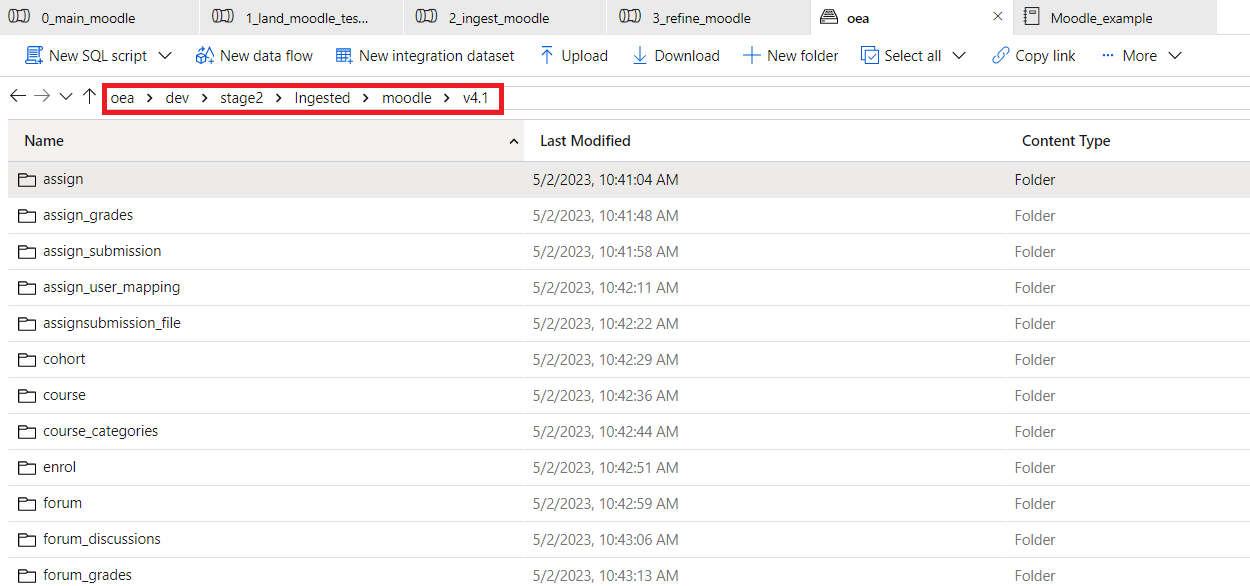 0_main_moodle 1_land_moodle_tes... 2_ingest_moodle 3_refine_moodle oea Moodle_example
New SQL script New data flow New integration dataset Upload Download New folder Select all Copy link More
oea dev stage2 Ingested moodle v4.1
Name Last Modified Content Type
assign 5/2/2023, 10:41:04 AM Folder
assign_grades 5/2/2023, 10:41:48 AM Folder
assign_submission 5/2/2023, 10:41:58 AM Folder
assign_user_mapping 5/2/2023, 10:42:11 AM Folder
assignsubmission_file 5/2/2023, 10:42:22 AM Folder
cohort 5/2/2023, 10:42:29 AM Folder
course 5/2/2023, 10:42:36 AM Folder
course_categories 5/2/2023, 10:42:44 AM Folder
enrol 5/2/2023, 10:42:51 AM Folder
forum 5/2/2023, 10:42:59 AM Folder
forum_discussions 5/2/2023, 10:43:06 AM Folder
forum_grades 5/2/2023, 10:43:13 AM Folder